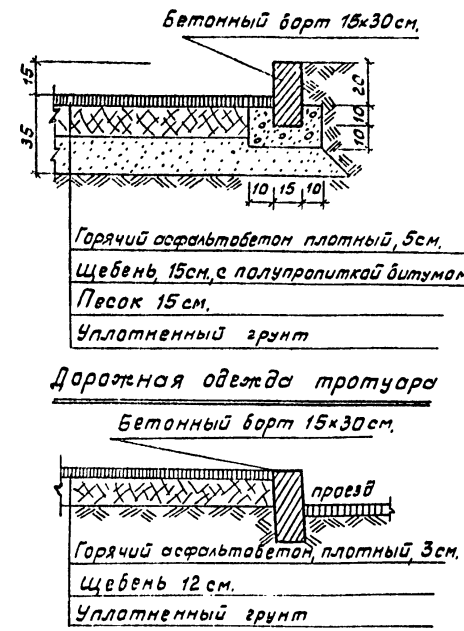 Бетонный борт 15х30см.
15
35
20
10
10
10 15 10
Горячий асфальтобетон плотный, 5см.
Щебень, 15см, с полупропиткой битумом
Песок 15 см.
Уплотненный грунт
Дорожная одежда тротуара
Бетонный борт 15х30см.
проезд
Горячий асфальтобетон, плотный, 3см.
Щебень 12 см.
Уплотненный грунт